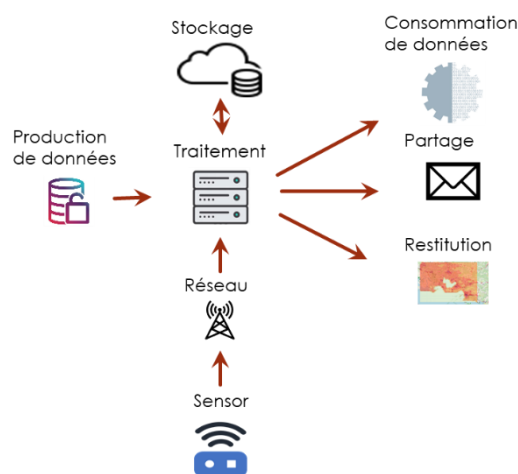 Stockage
Consommation
de données
Production
de données
Traitement
Partage
Restitution
Réseau
Sensor